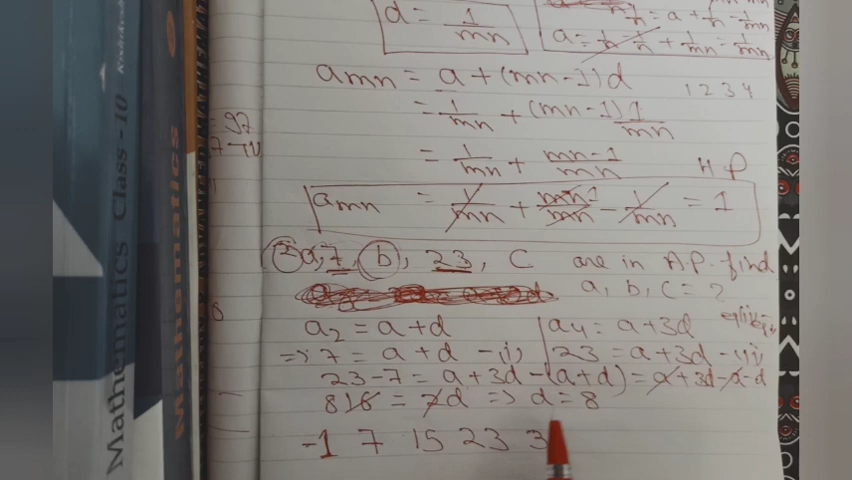 d = 1/mn
a = 1/n - 1/n + 1/mn = 1/mn
amn = a + (mn-1)d
1 2 3 4
= 1/mn + (mn-1) 1/mn
= 1/mn + mn-1/mn
amn = 1/mn + mn/mn - 1/mn = 1
② a, 7, b, 23, C are in A.P. find
a, b, c = ?
a2 = a+d
a4 = a+3d
=> 7 = a+d -(i)
23 = a+3d -(ii)
23-7 = a+3d -(a+d) = a+3d-a-d
8 16 = 2d => d = 8
-1 7 15 23 3
Mathematics Class - 10
Mathematics